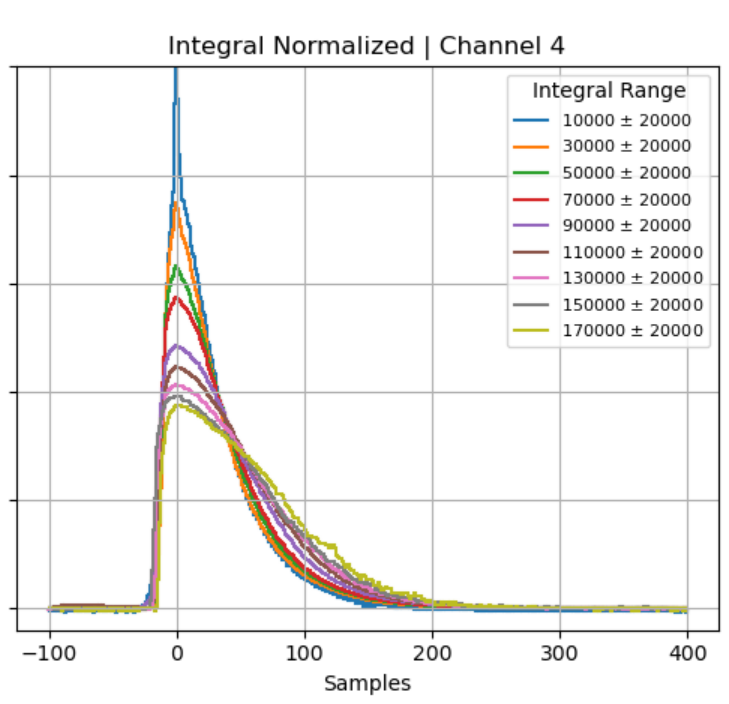 Integral Normalized | Channel 4
Integral Range
10000 ± 20000
30000 ± 20000
50000 ± 20000
70000 ± 20000
90000 ± 20000
110000 ± 20000
130000 ± 20000
150000 ± 20000
170000 ± 20000
−100 0 100 200 300 400
Samples